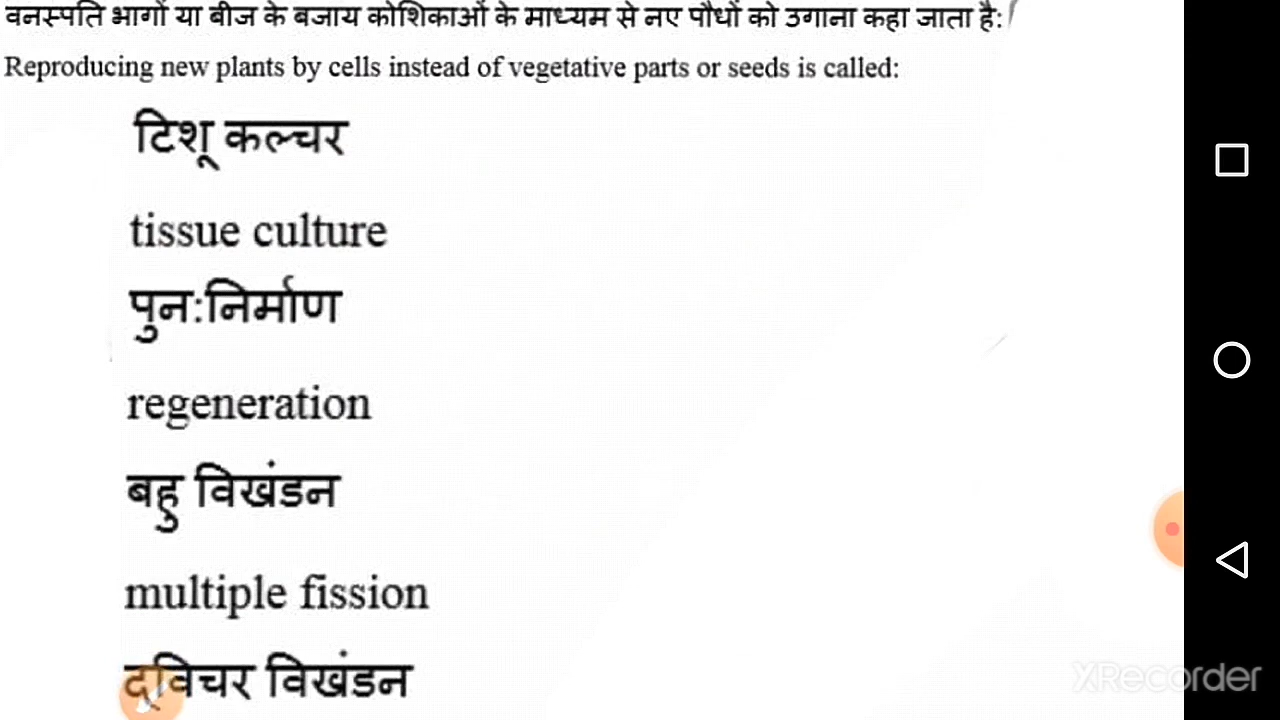 वनस्पति भागों या बीज के बजाय कोशिकाओं के माध्यम से नए पौधों को उगाना कहा जाता है:
Reproducing new plants by cells instead of vegetative parts or seeds is called:
टिशू कल्चर
tissue culture
पुन:निर्माण
regeneration
बहु विखंडन
multiple fission
द्विचर विखंडन
XRecorder